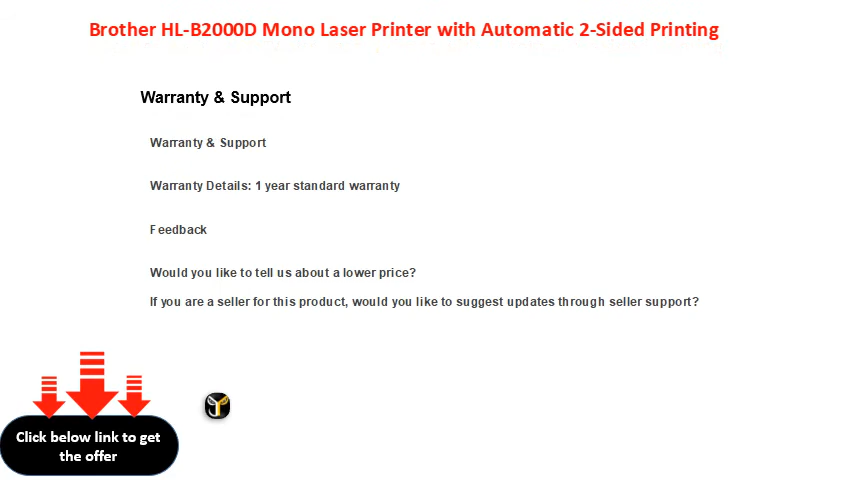 Brother HL-B2000D Mono Laser Printer with Automatic 2-Sided Printing
Warranty & Support
Warranty & Support
Warranty Details: 1 year standard warranty
Feedback
Would you like to tell us about a lower price?
If you are a seller for this product, would you like to suggest updates through seller support?
Click below link to get
the offer